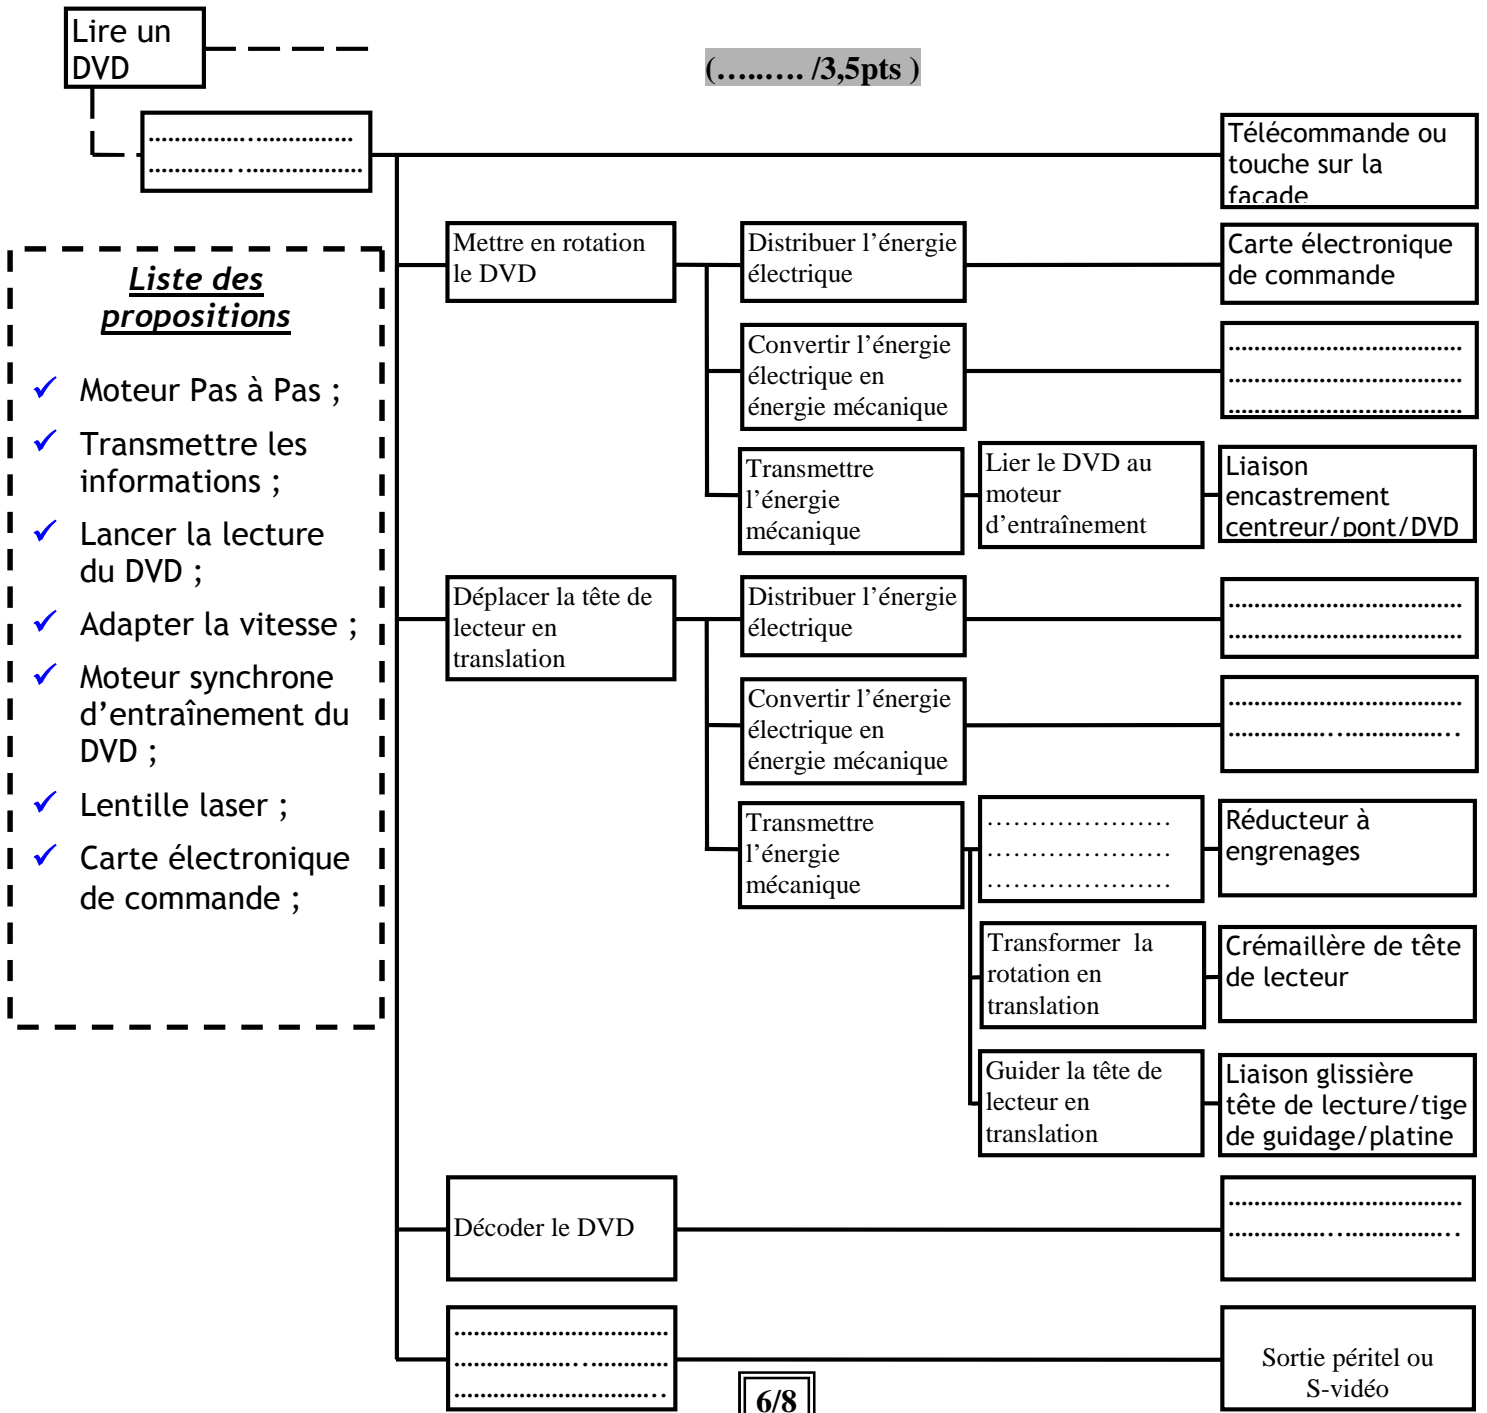 Lire un
DVD
(…..…. /3,5pts )
...............................
.................................
Télécommande ou
touche sur la
façade
Liste des
propositions
✓ Moteur Pas à Pas ;
✓ Transmettre les
informations ;
✓ Lancer la lecture
du DVD ;
✓ Adapter la vitesse ;
✓ Moteur synchrone
d’entraînement du
DVD ;
✓ Lentille laser ;
✓ Carte électronique
de commande ;
Mettre en rotation
le DVD
Distribuer l’énergie
électrique
Carte électronique
de commande
Convertir l’énergie
électrique en
énergie mécanique
....................................
....................................
....................................
Transmettre
l’énergie
mécanique
Lier le DVD au
moteur
d’entraînement
Liaison
encastrement
centreur/pont/DVD
Déplacer la tête de
lecteur en
translation
Distribuer l’énergie
électrique
....................................
....................................
Convertir l’énergie
électrique en
énergie mécanique
....................................
....................................
Transmettre
l’énergie
mécanique
…………………
…………………
…………………
Réducteur à
engrenages
Transformer la
rotation en
translation
Crémaillère de tête
de lecteur
Guider la tête de
lecteur en
translation
Liaison glissière
tête de lecture/tige
de guidage/platine
Décoder le DVD
....................................
....................................
.................................
.................................
.................................
Sortie péritel ou
S-vidéo
6/8